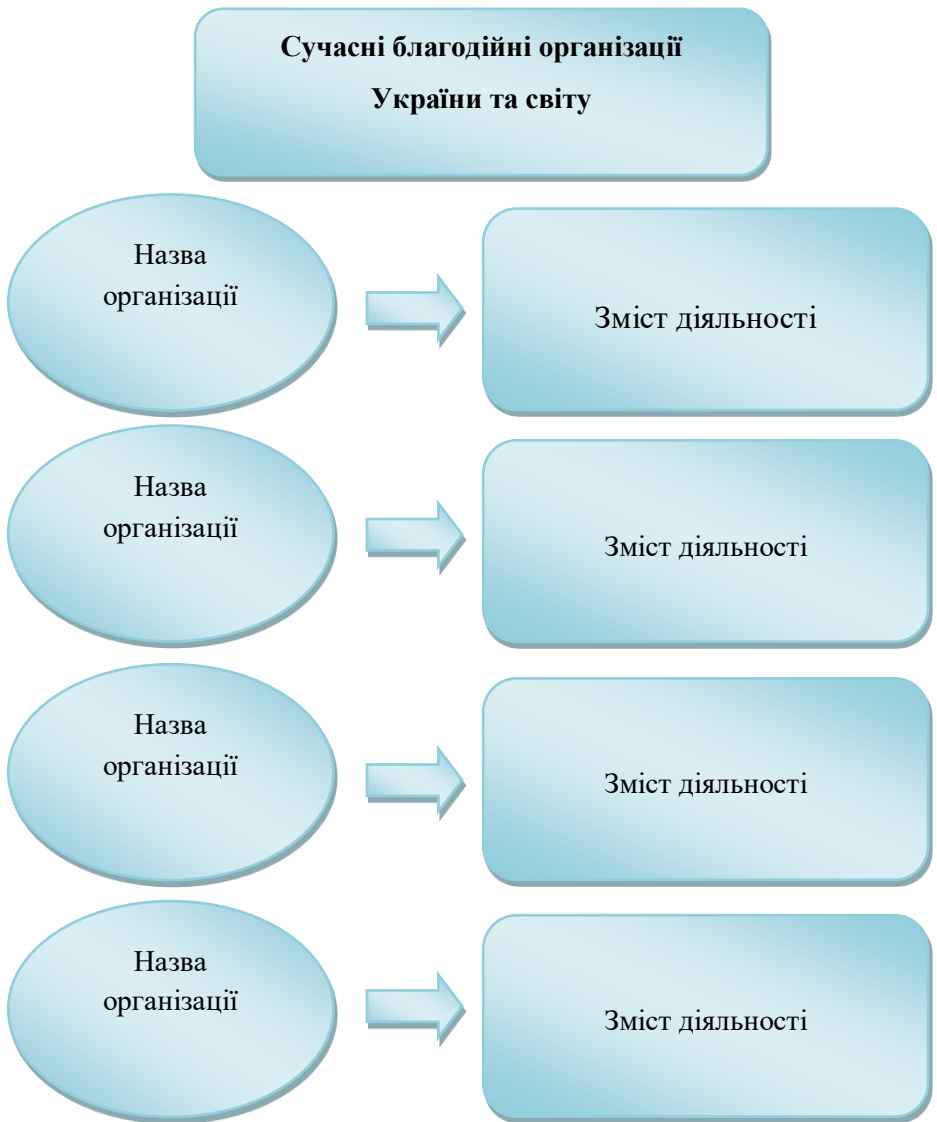 Сучасні благодійні організації
України та світу
Назва
організації
Зміст діяльності
Назва
організації
Зміст діяльності
Назва
організації
Зміст діяльності
Назва
організації
Зміст діяльності